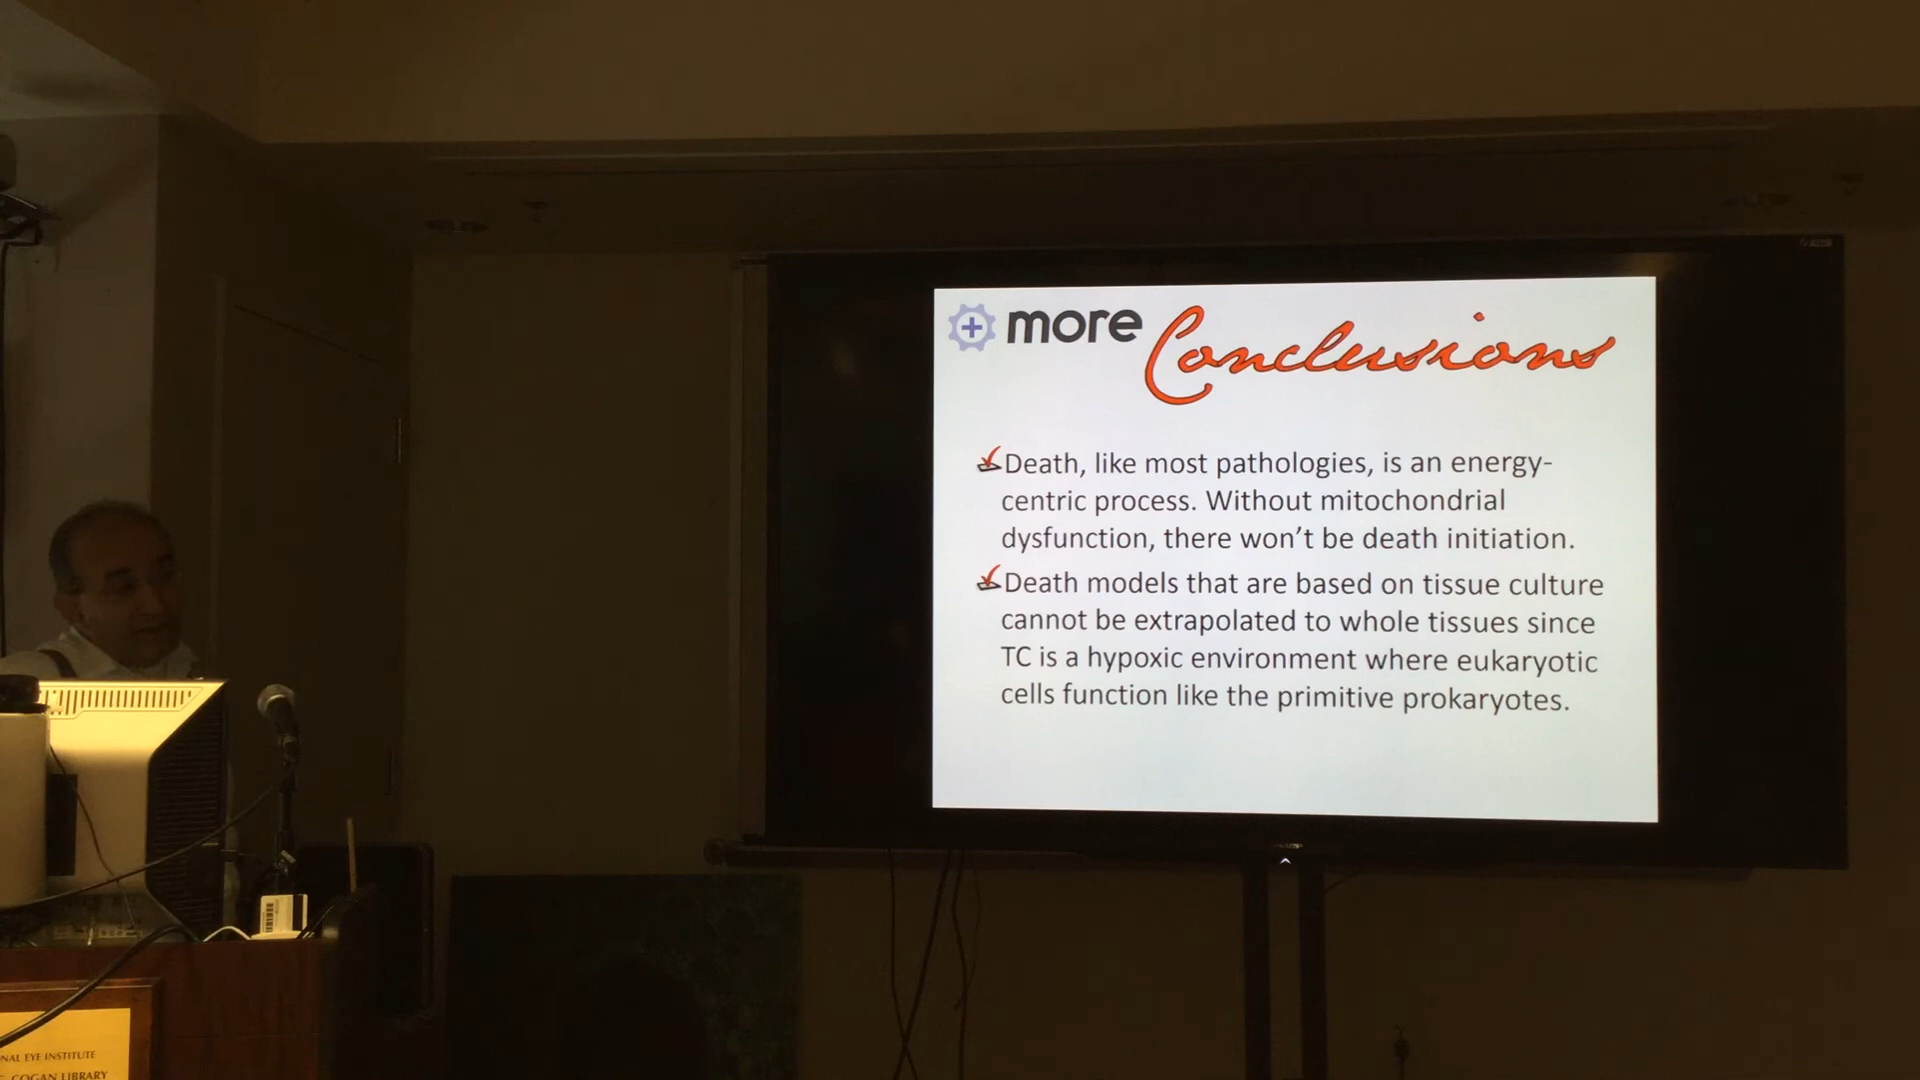 more Conclusions
Death, like most pathologies, is an energy-
centric process. Without mitochondrial
dysfunction, there won't be death initiation.
Death models that are based on tissue culture
cannot be extrapolated to whole tissues since
TC is a hypoxic environment where eukaryotic
cells function like the primitive prokaryotes.
NAL EYE INSTITUTE
COGAN LIBRARY